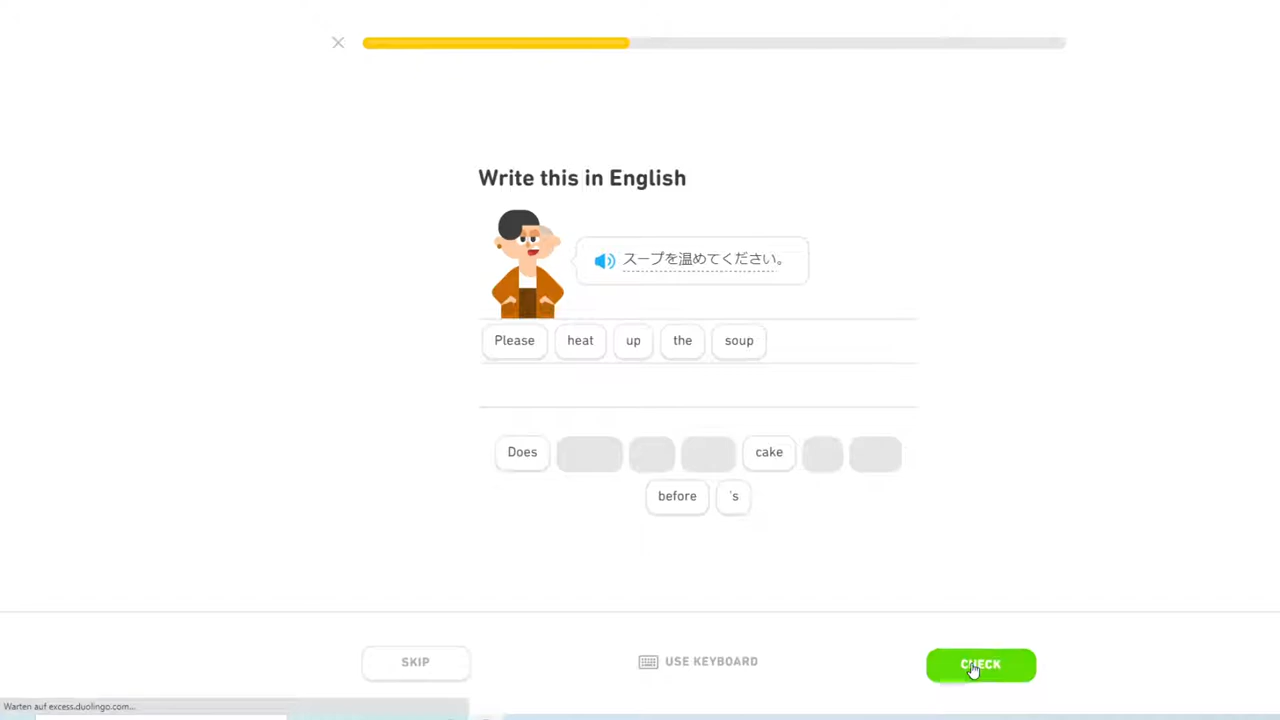 Write this in English
スープを温めてください。
Please heat up the soup
Does cake
before 's
SKIP USE KEYBOARD CHECK
Warten auf excess.duolingo.com...